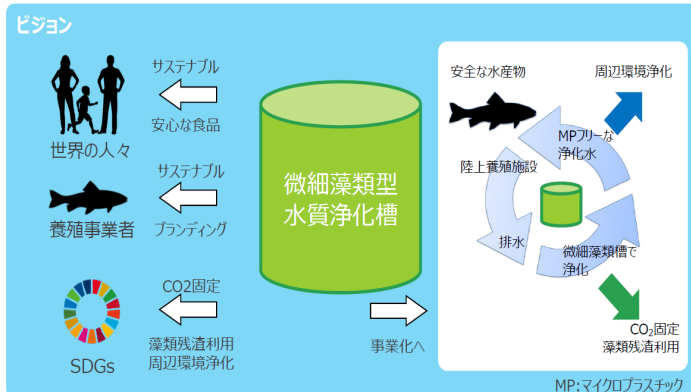 ビジョン
サステナブル
安心な食品
世界の人々
サステナブル
ブランディング
養殖事業者
CO2固定
藻類残渣利用
周辺環境浄化
SDGs
微細藻類型
水質浄化槽
事業化へ
安全な水産物
周辺環境浄化
MPフリーな
浄化水
陸上養殖施設
排水
微細藻類槽で
浄化
CO₂固定
藻類残渣利用
MP:マイクロプラスチック